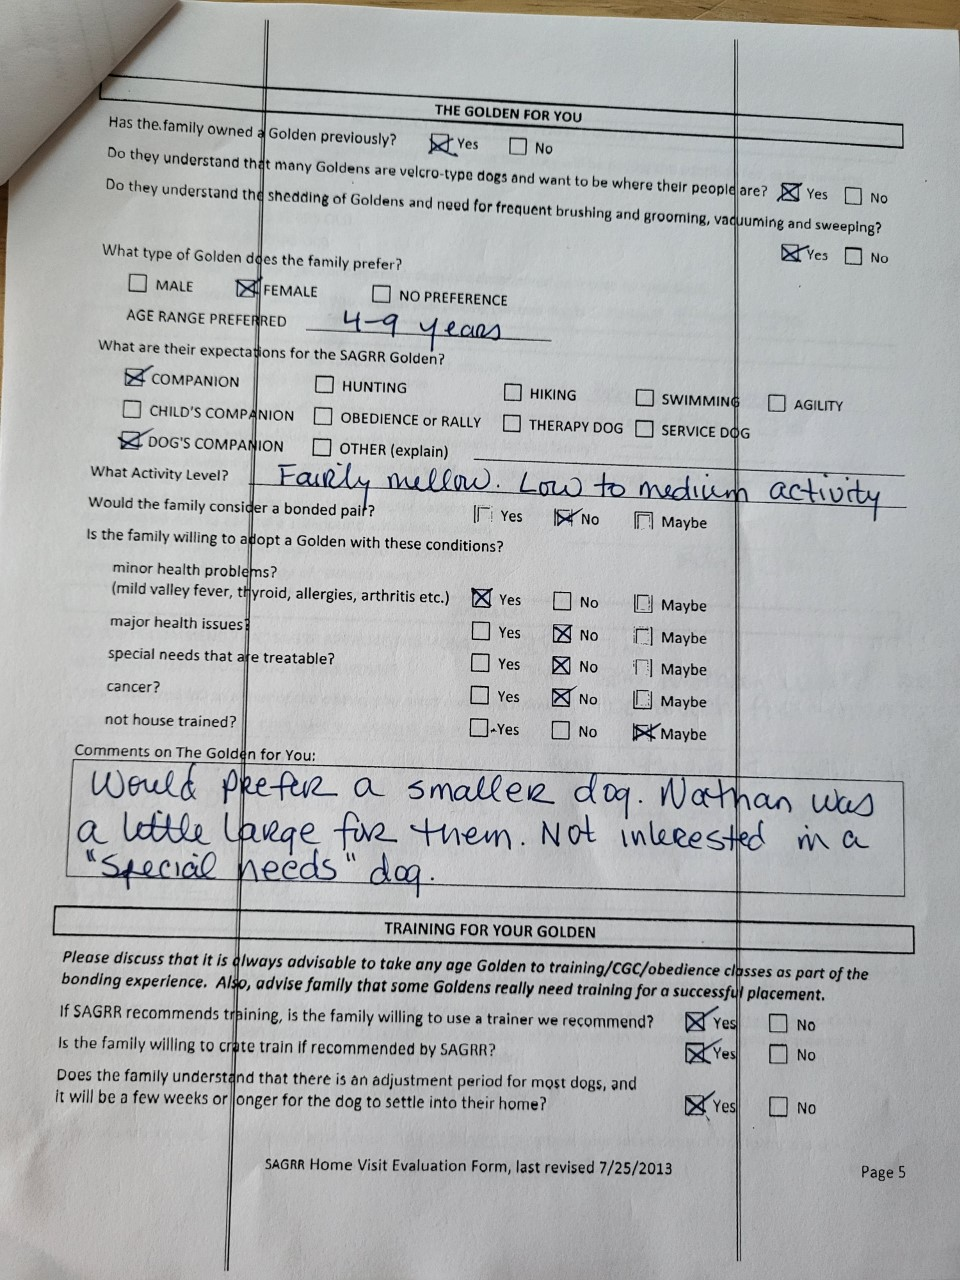 THE GOLDEN FOR YOU
Has the family owned a Golden previously? ☒ Yes ☐ No
Do they understand that many Goldens are velcro-type dogs and want to be where their people are? ☒ Yes ☐ No
Do they understand the shedding of Goldens and need for frequent brushing and grooming, vacuuming and sweeping?
☒ Yes ☐ No
What type of Golden does the family prefer?
☐ MALE ☒ FEMALE ☐ NO PREFERENCE
AGE RANGE PREFERRED 4-9 years
What are their expectations for the SAGRR Golden?
☒ COMPANION ☐ HUNTING ☐ HIKING ☐ SWIMMING ☐ AGILITY
☐ CHILD'S COMPANION ☐ OBEDIENCE or RALLY ☐ THERAPY DOG ☐ SERVICE DOG
☒ DOG'S COMPANION ☐ OTHER (explain)
What Activity Level? Fairly mellow. Low to medium activity
Would the family consider a bonded pair? ☐ Yes ☒ No ☐ Maybe
Is the family willing to adopt a Golden with these conditions?
minor health problems?
(mild valley fever, thyroid, allergies, arthritis etc.) ☒ Yes ☐ No ☐ Maybe
major health issues? ☐ Yes ☒ No ☐ Maybe
special needs that are treatable? ☐ Yes ☒ No ☐ Maybe
cancer? ☐ Yes ☒ No ☐ Maybe
not house trained? ☐ Yes ☐ No ☒ Maybe
Comments on The Golden for You:
Would prefer a smaller dog. Nathan was
a little large for them. Not interested in a
"special needs" dog.
TRAINING FOR YOUR GOLDEN
Please discuss that it is always advisable to take any age Golden to training/CGC/obedience classes as part of the
bonding experience. Also, advise family that some Goldens really need training for a successful placement.
If SAGRR recommends training, is the family willing to use a trainer we recommend? ☒ Yes ☐ No
Is the family willing to crate train if recommended by SAGRR? ☒ Yes ☐ No
Does the family understand that there is an adjustment period for most dogs, and
it will be a few weeks or longer for the dog to settle into their home? ☒ Yes ☐ No
SAGRR Home Visit Evaluation Form, last revised 7/25/2013 Page 5